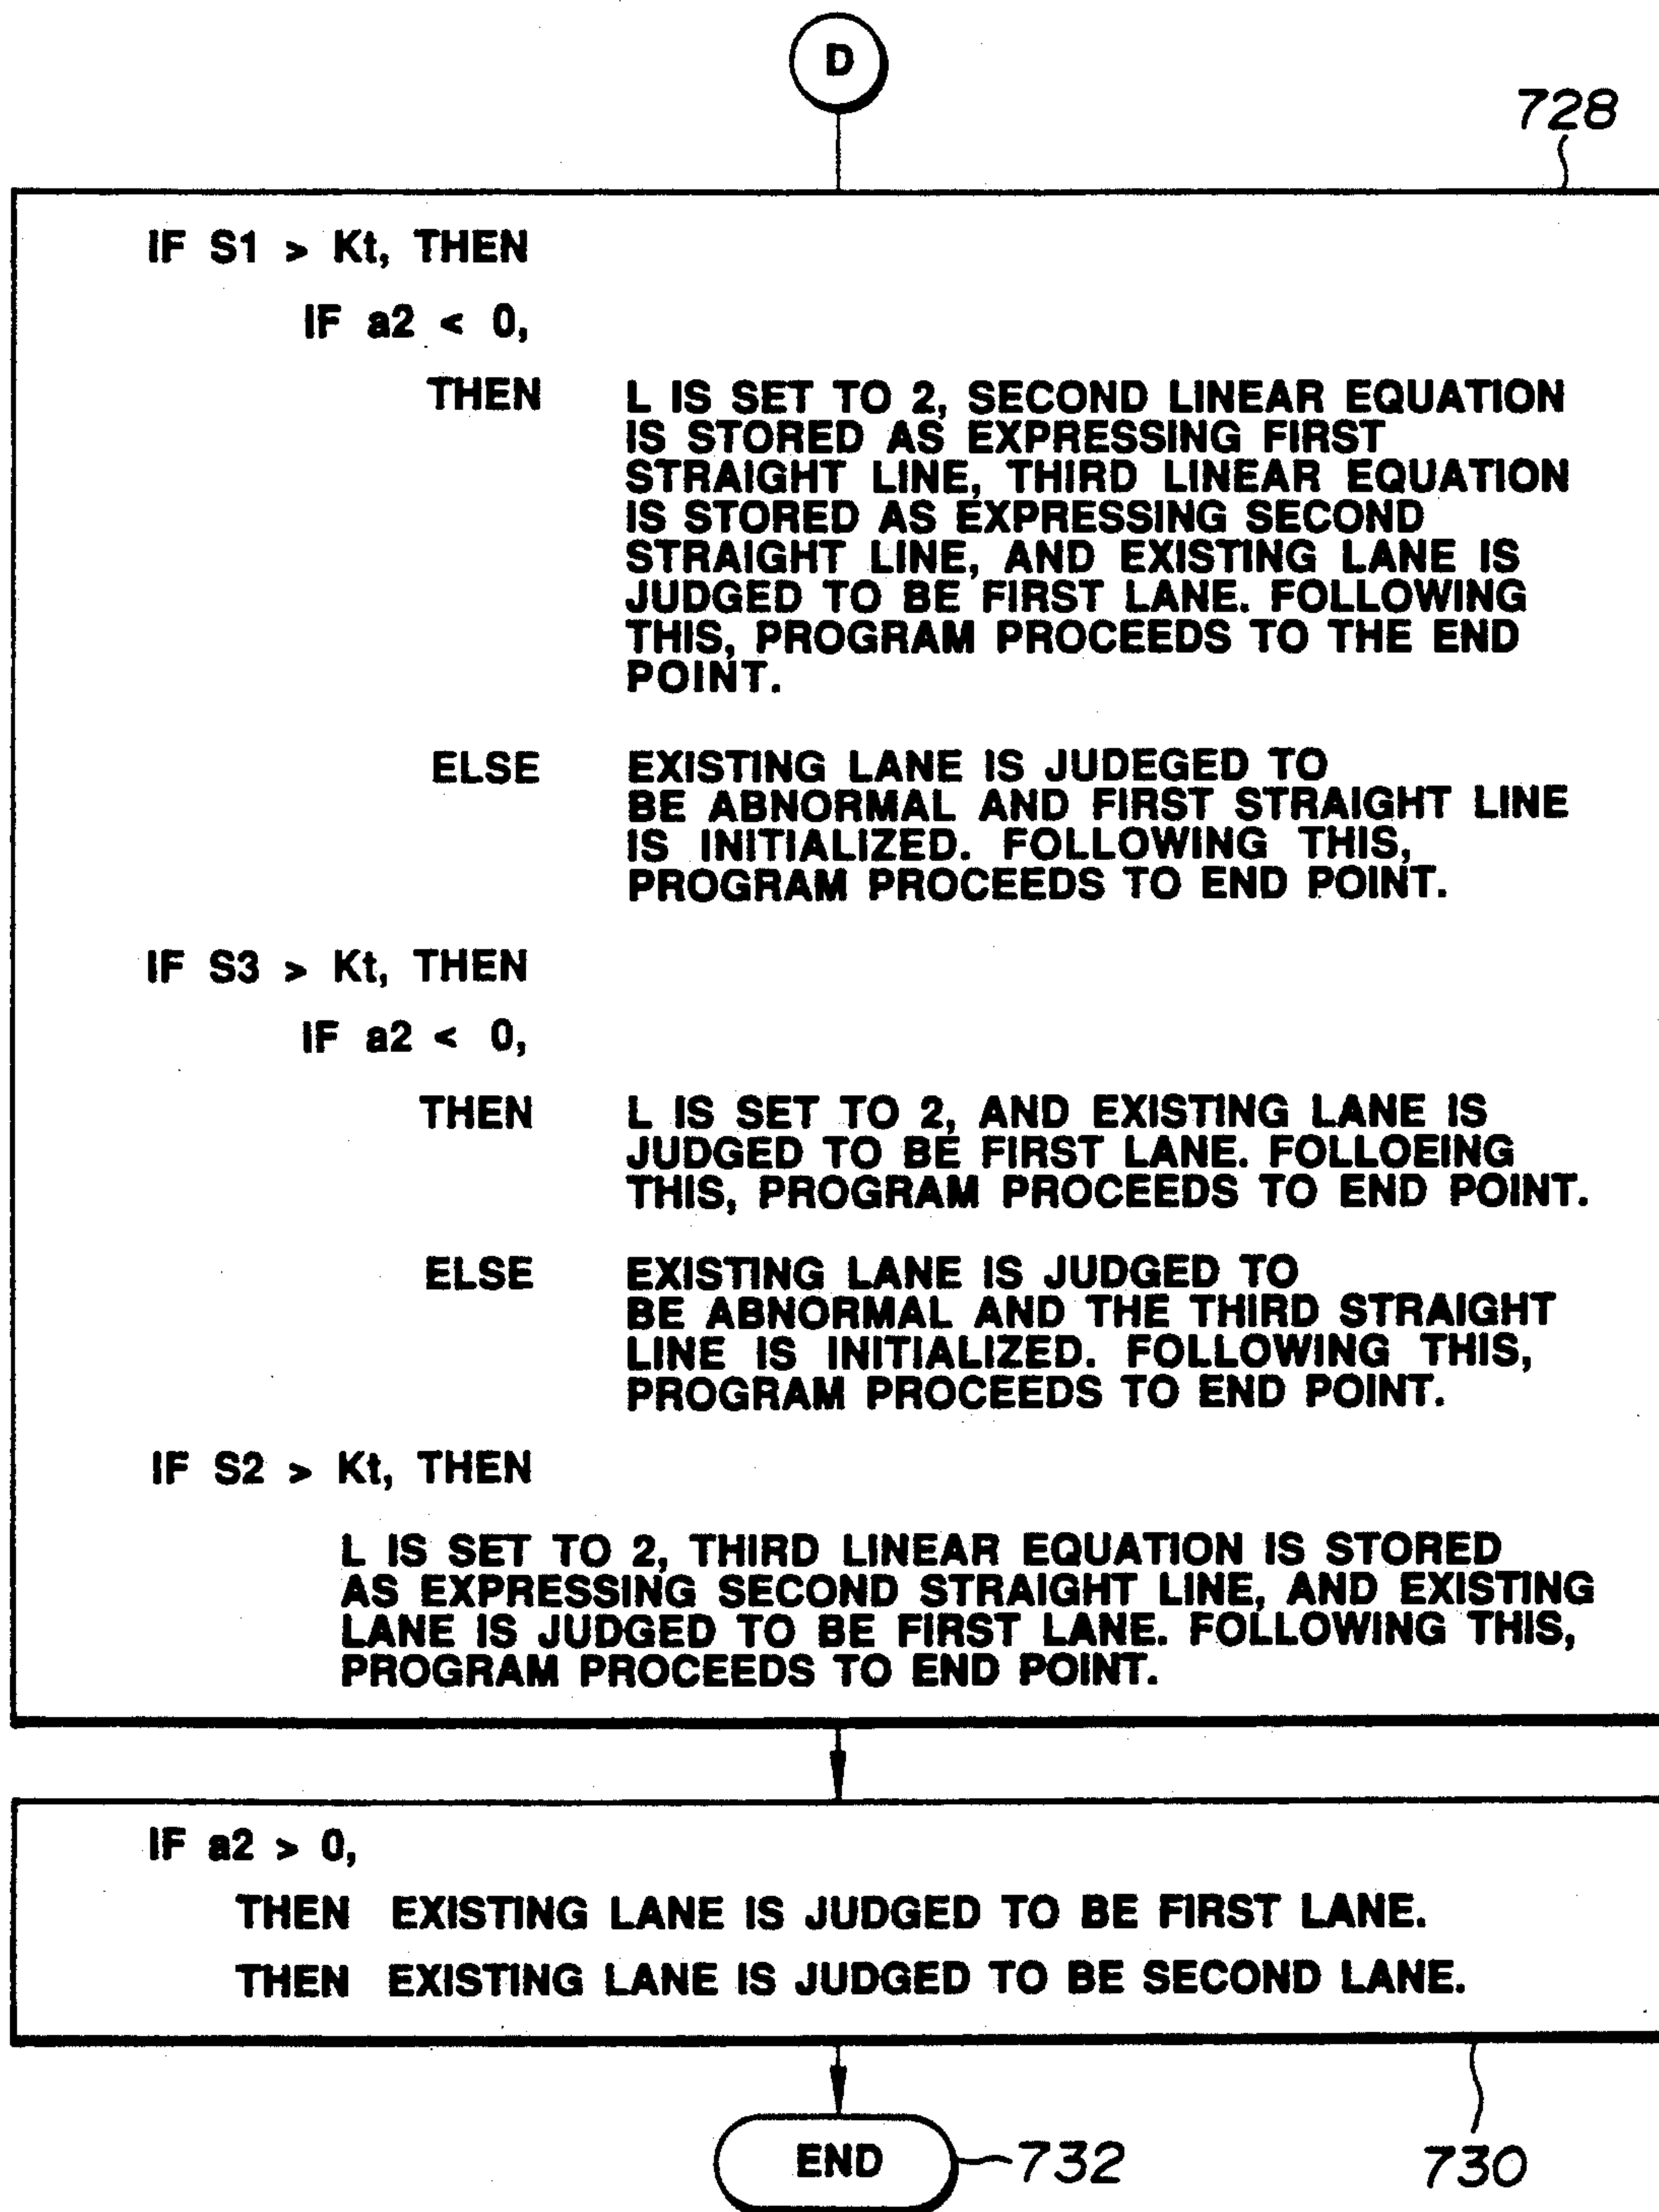 D
728
IF S1 > Kt, THEN
IF a2 < 0,
THEN L IS SET TO 2, SECOND LINEAR EQUATION
IS STORED AS EXPRESSING FIRST
STRAIGHT LINE, THIRD LINEAR EQUATION
IS STORED AS EXPRESSING SECOND
STRAIGHT LINE, AND EXISTING LANE IS
JUDGED TO BE FIRST LANE. FOLLOWING
THIS, PROGRAM PROCEEDS TO THE END
POINT.
ELSE EXISTING LANE IS JUDEGED TO
BE ABNORMAL AND FIRST STRAIGHT LINE
IS INITIALIZED. FOLLOWING THIS,
PROGRAM PROCEEDS TO END POINT.
IF S3 > Kt, THEN
IF a2 < 0,
THEN L IS SET TO 2, AND EXISTING LANE IS
JUDGED TO BE FIRST LANE. FOLLOEING
THIS, PROGRAM PROCEEDS TO END POINT.
ELSE EXISTING LANE IS JUDGED TO
BE ABNORMAL AND THE THIRD STRAIGHT
LINE IS INITIALIZED. FOLLOWING THIS,
PROGRAM PROCEEDS TO END POINT.
IF S2 > Kt, THEN
L IS SET TO 2, THIRD LINEAR EQUATION IS STORED
AS EXPRESSING SECOND STRAIGHT LINE, AND EXISTING
LANE IS JUDGED TO BE FIRST LANE. FOLLOWING THIS,
PROGRAM PROCEEDS TO END POINT.
IF a2 > 0,
THEN EXISTING LANE IS JUDGED TO BE FIRST LANE.
THEN EXISTING LANE IS JUDGED TO BE SECOND LANE.
END 732
730